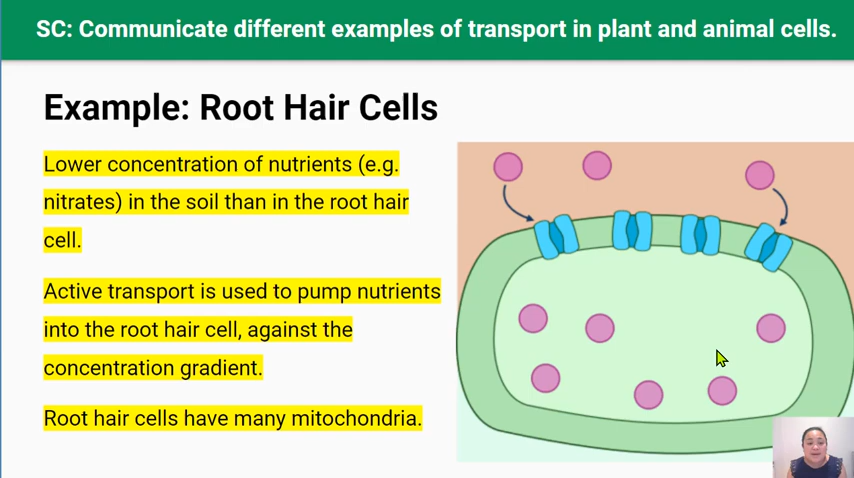 SC: Communicate different examples of transport in plant and animal cells.
Example: Root Hair Cells
Lower concentration of nutrients (e.g.
nitrates) in the soil than in the root hair
cell.
Active transport is used to pump nutrients
into the root hair cell, against the
concentration gradient.
Root hair cells have many mitochondria.